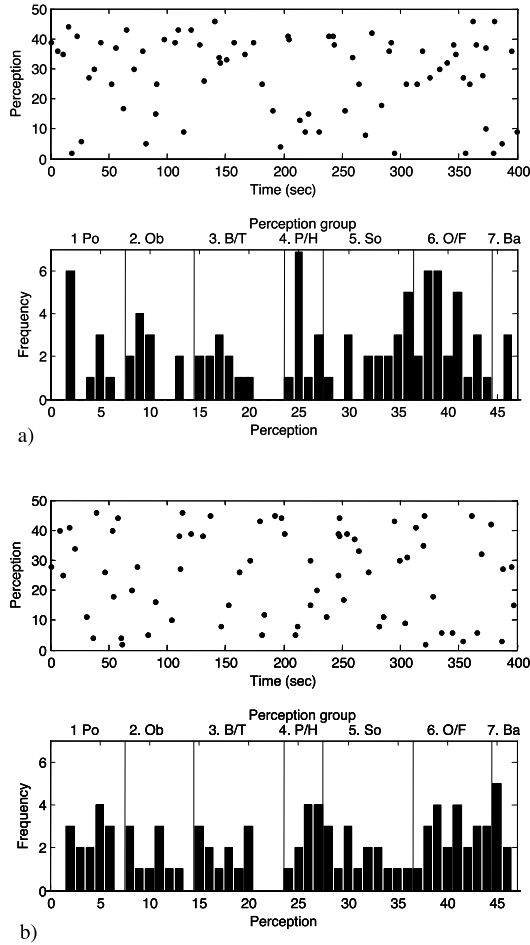 50
40
30
20
10
0
Perception
0 50 100 150 200 250 300 350 400
Time (sec)
Perception group
1 Po 2. Ob 3. B/T 4. P/H 5. So 6. O/F 7. Ba
6
4
2
0
Frequency
0 5 10 15 20 25 30 35 40 45
Perception
a)
50
40
30
20
10
0
Perception
0 50 100 150 200 250 300 350 400
Time (sec)
Perception group
1 Po 2. Ob 3. B/T 4. P/H 5. So 6. O/F 7. Ba
6
4
2
0
Frequency
0 5 10 15 20 25 30 35 40 45
Perception
b)